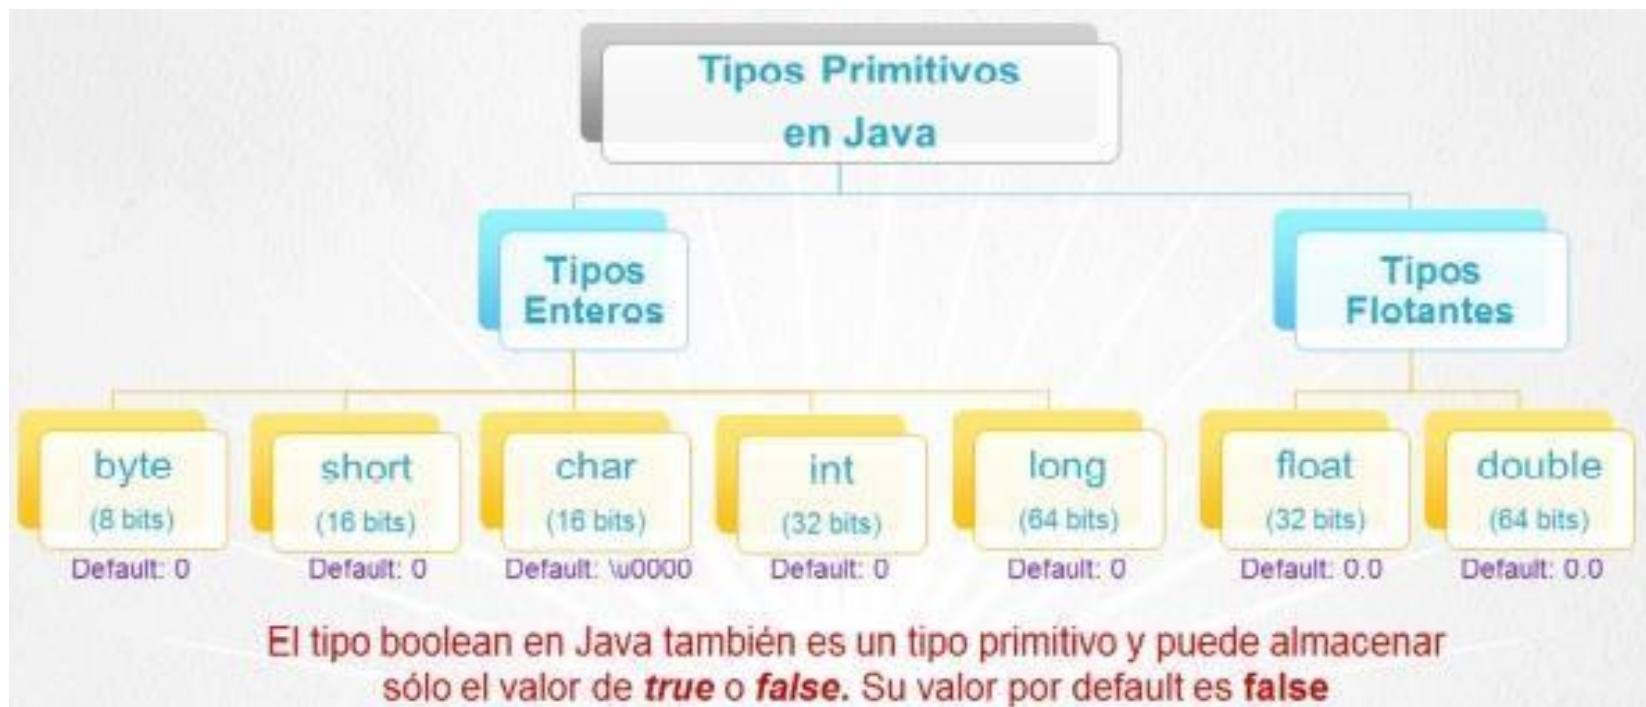 Tipos Primitivos
en Java
Tipos
Enteros
Tipos
Flotantes
byte
(8 bits)
Default: 0
short
(16 bits)
Default: 0
char
(16 bits)
Default: \u0000
int
(32 bits)
Default: 0
long
(64 bits)
Default: 0
float
(32 bits)
Default: 0.0
double
(64 bits)
Default: 0.0
El tipo boolean en Java también es un tipo primitivo y puede almacenar
sólo el valor de true o false. Su valor por default es false